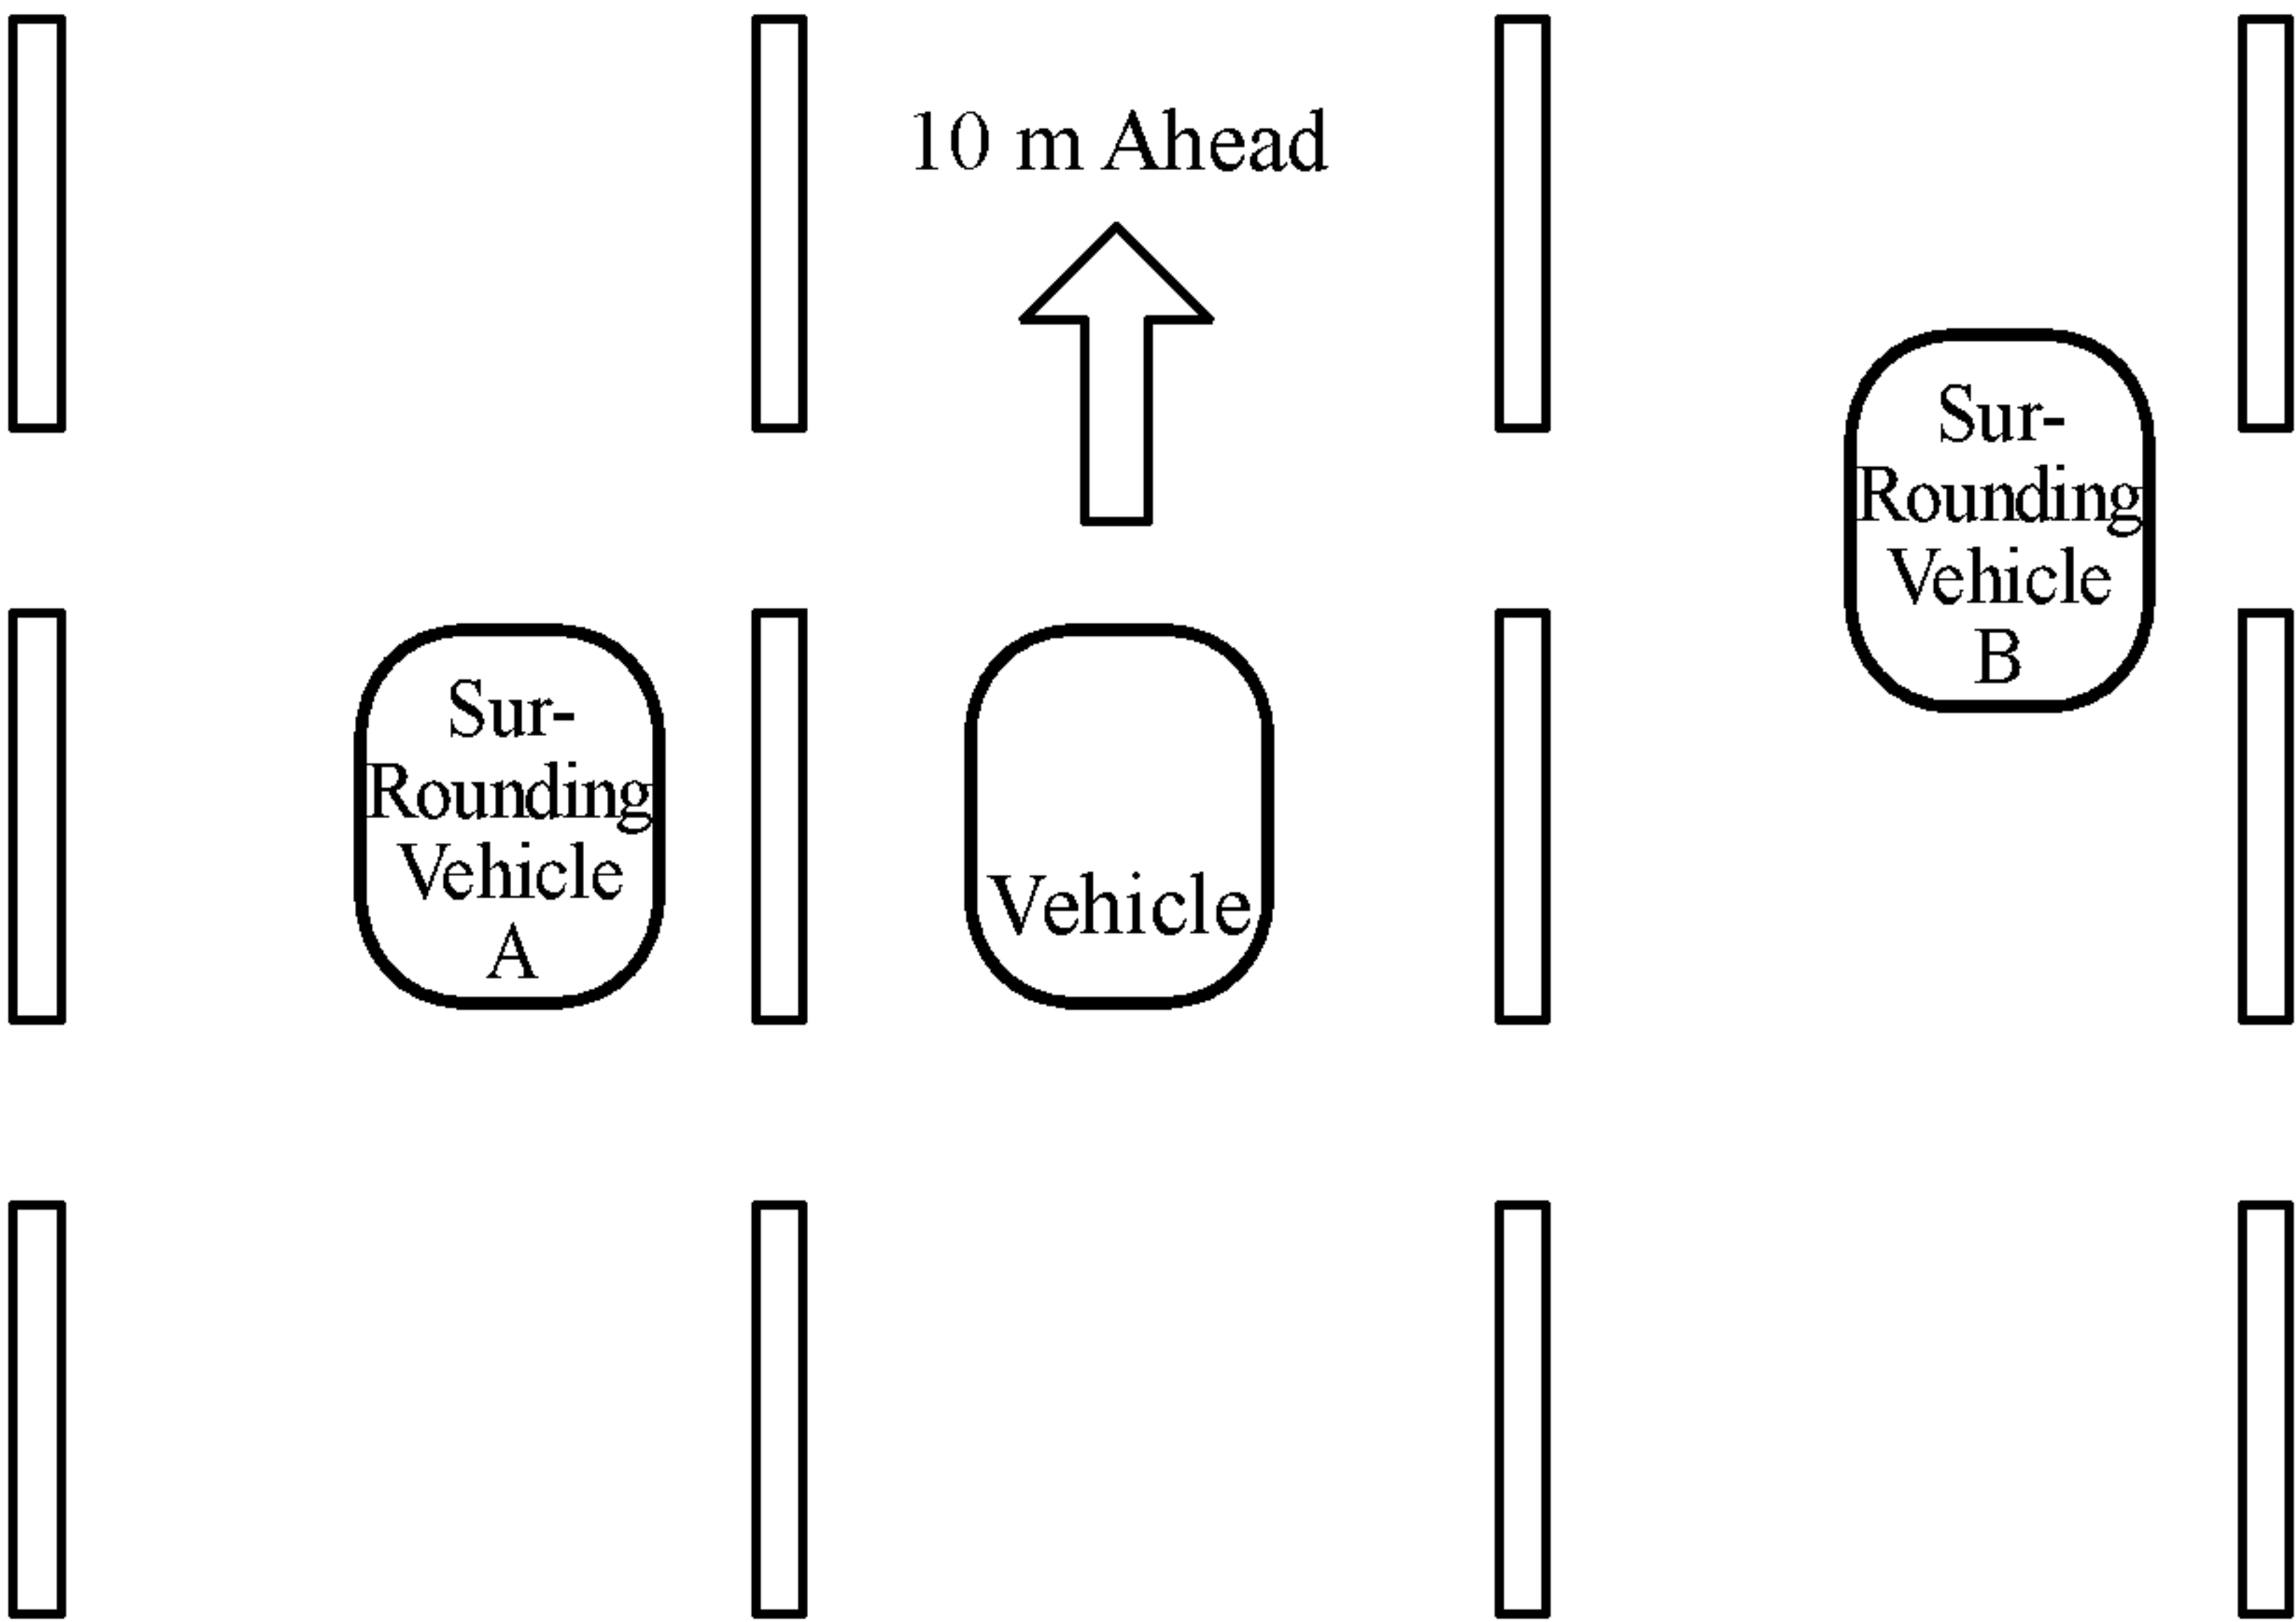 10 m Ahead
Sur-
Rounding
Vehicle
B
Sur-
Rounding
Vehicle
A
Vehicle